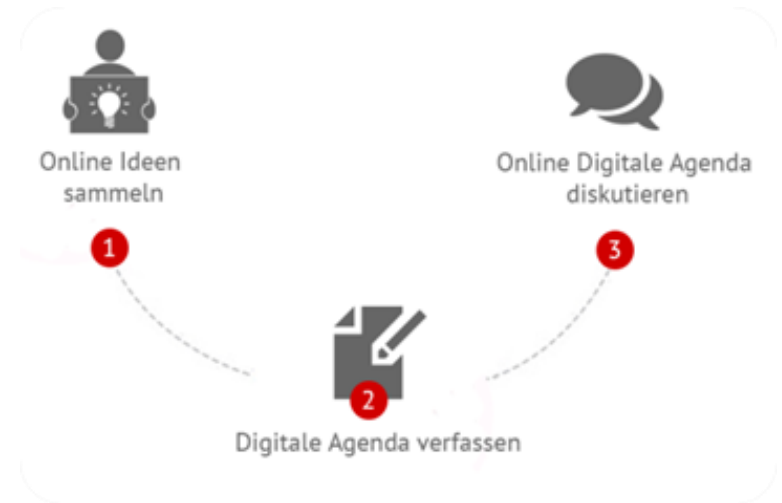 Online Ideen
sammeln
1
Digitale Agenda verfassen
2
Online Digitale Agenda
diskutieren
3